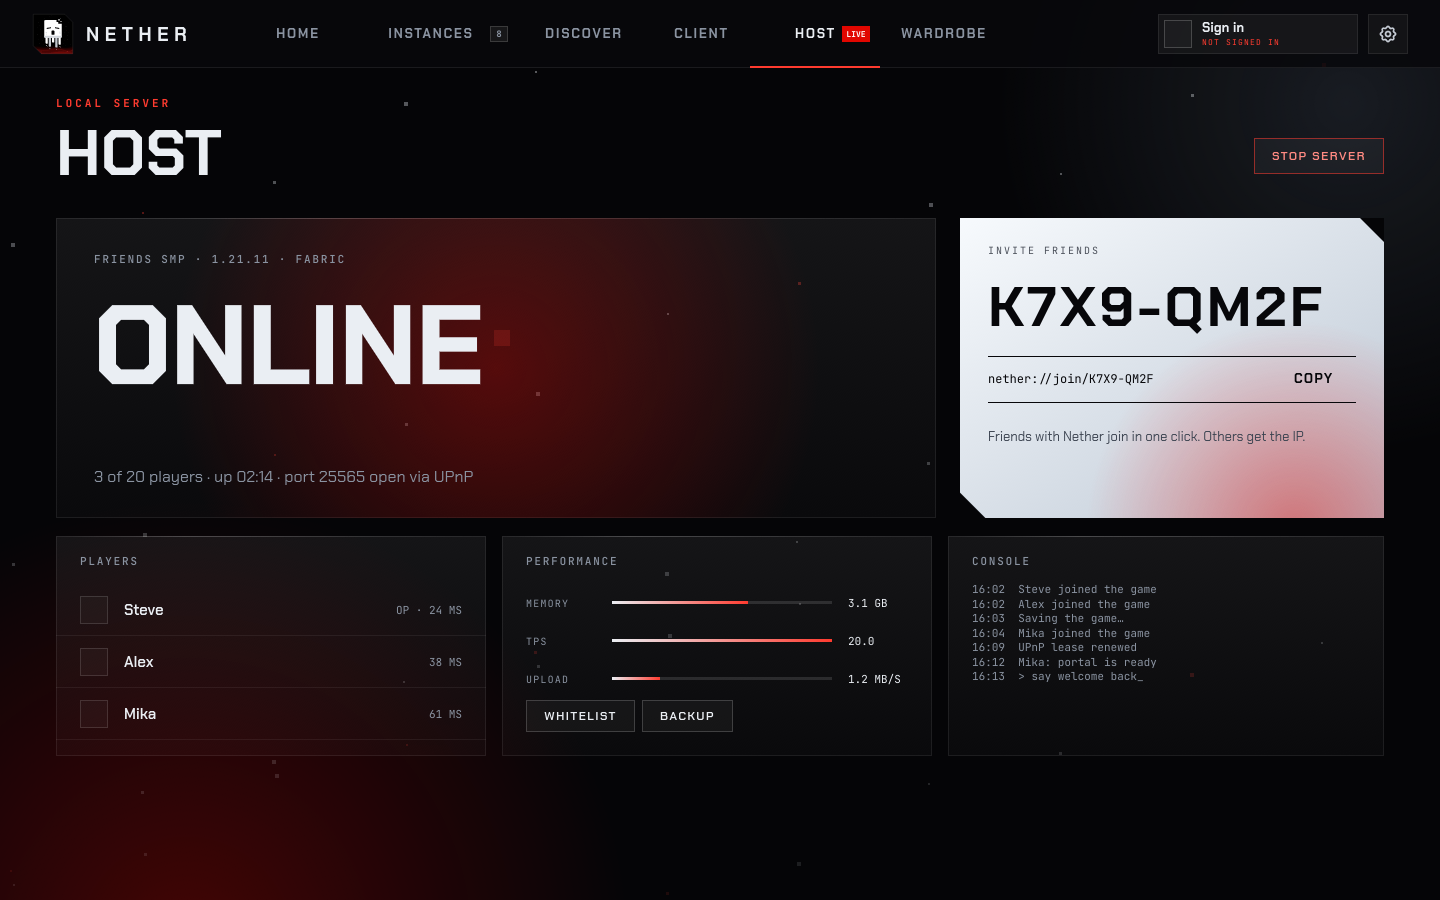 NETHER
HOME
INSTANCES 8
DISCOVER
CLIENT
HOST LIVE
WARDROBE
Sign in
NOT SIGNED IN
LOCAL SERVER
HOST
STOP SERVER
FRIENDS SMP · 1.21.11 · FABRIC
ONLINE
3 of 20 players · up 02:14 · port 25565 open via UPnP
INVITE FRIENDS
K7X9-QM2F
nether://join/K7X9-QM2F COPY
Friends with Nether join in one click. Others get the IP.
PLAYERS
Steve OP · 24 MS
Alex 38 MS
Mika 61 MS
PERFORMANCE
MEMORY 3.1 GB
TPS 20.0
UPLOAD 1.2 MB/S
WHITELIST BACKUP
CONSOLE
16:02 Steve joined the game
16:02 Alex joined the game
16:03 Saving the game…
16:04 Mika joined the game
16:09 UPnP lease renewed
16:12 Mika: portal is ready
16:13 > say welcome back_